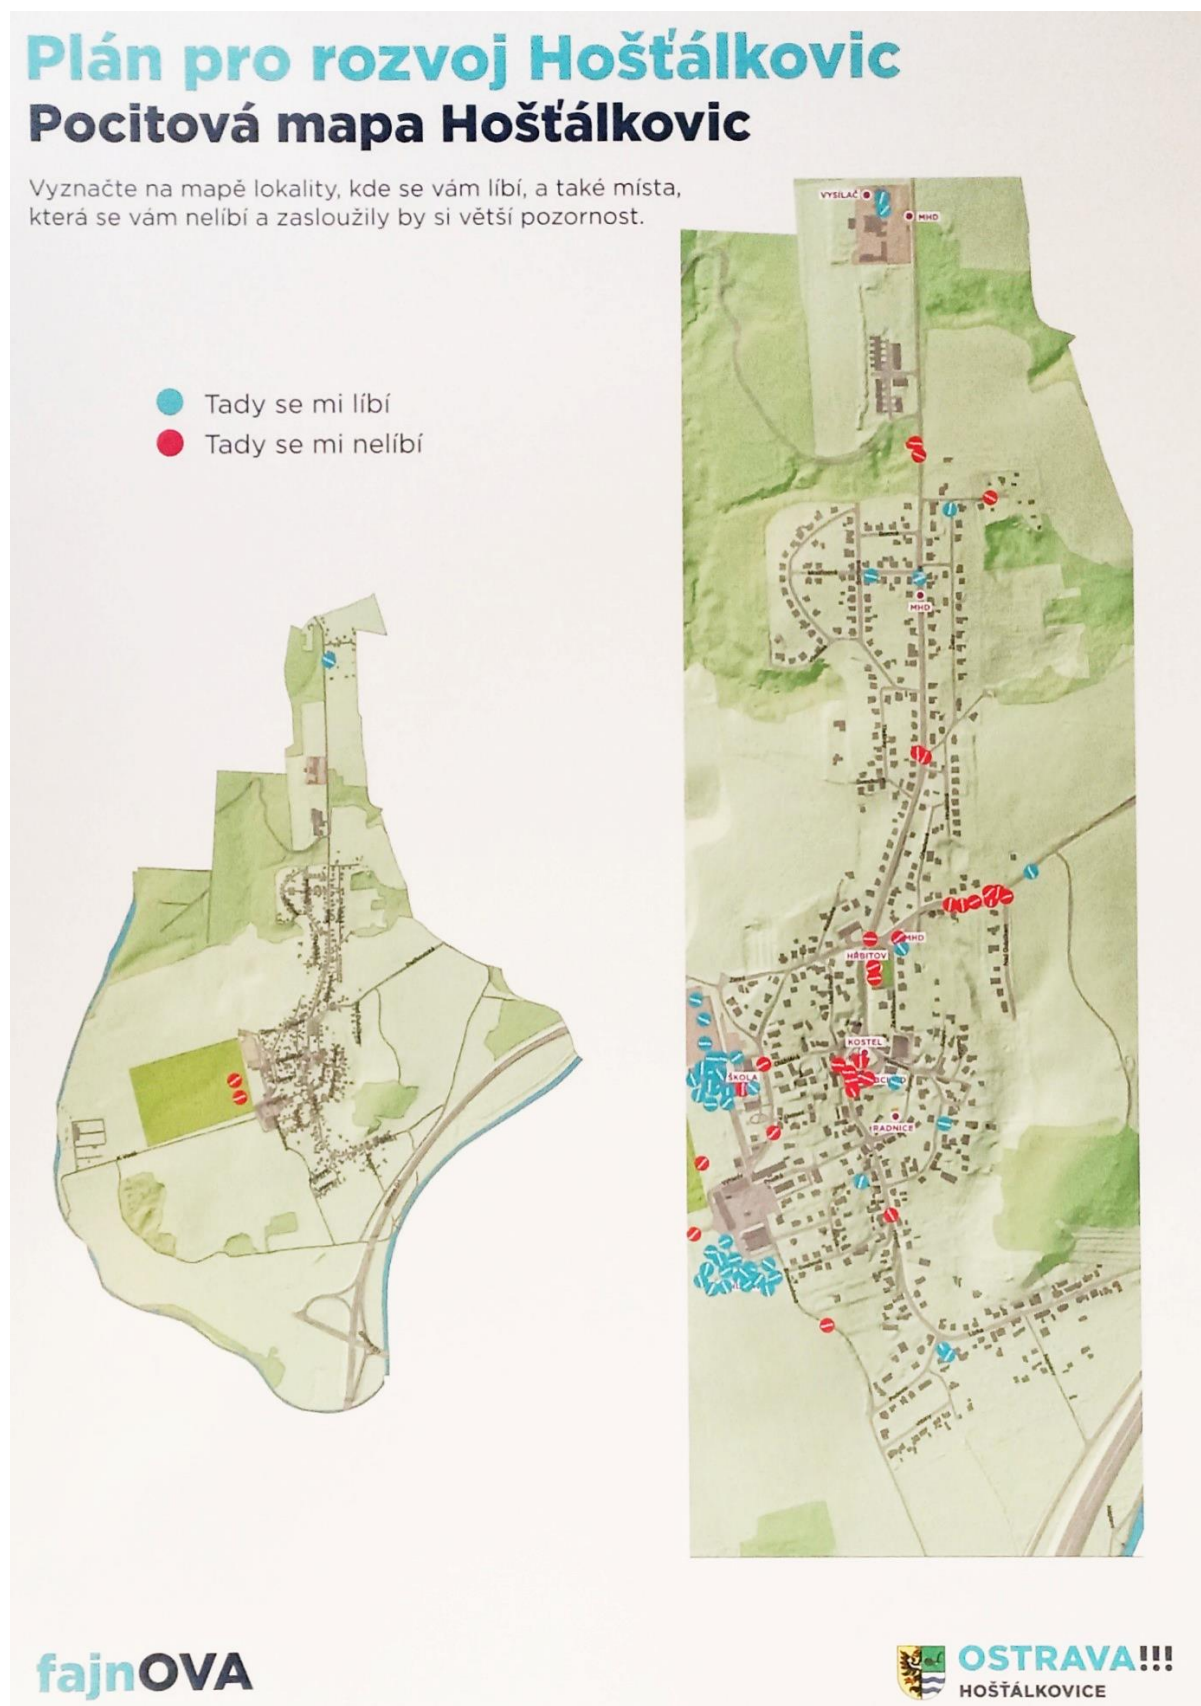 Plán pro rozvoj Hošťálkovic
Pocitová mapa Hošťálkovic
Vyznačte na mapě lokality, kde se vám líbí, a také místa,
která se vám nelíbí a zasloužily by si větší pozornost.
Tady se mi líbí
Tady se mi nelíbí
VYSÍLAČ
MHD
MHD
MHD
HŘBITOV
KOSTEL
ŠKOLA
RADNICE
fajnOVA
OSTRAVA!!!
HOŠŤÁLKOVICE